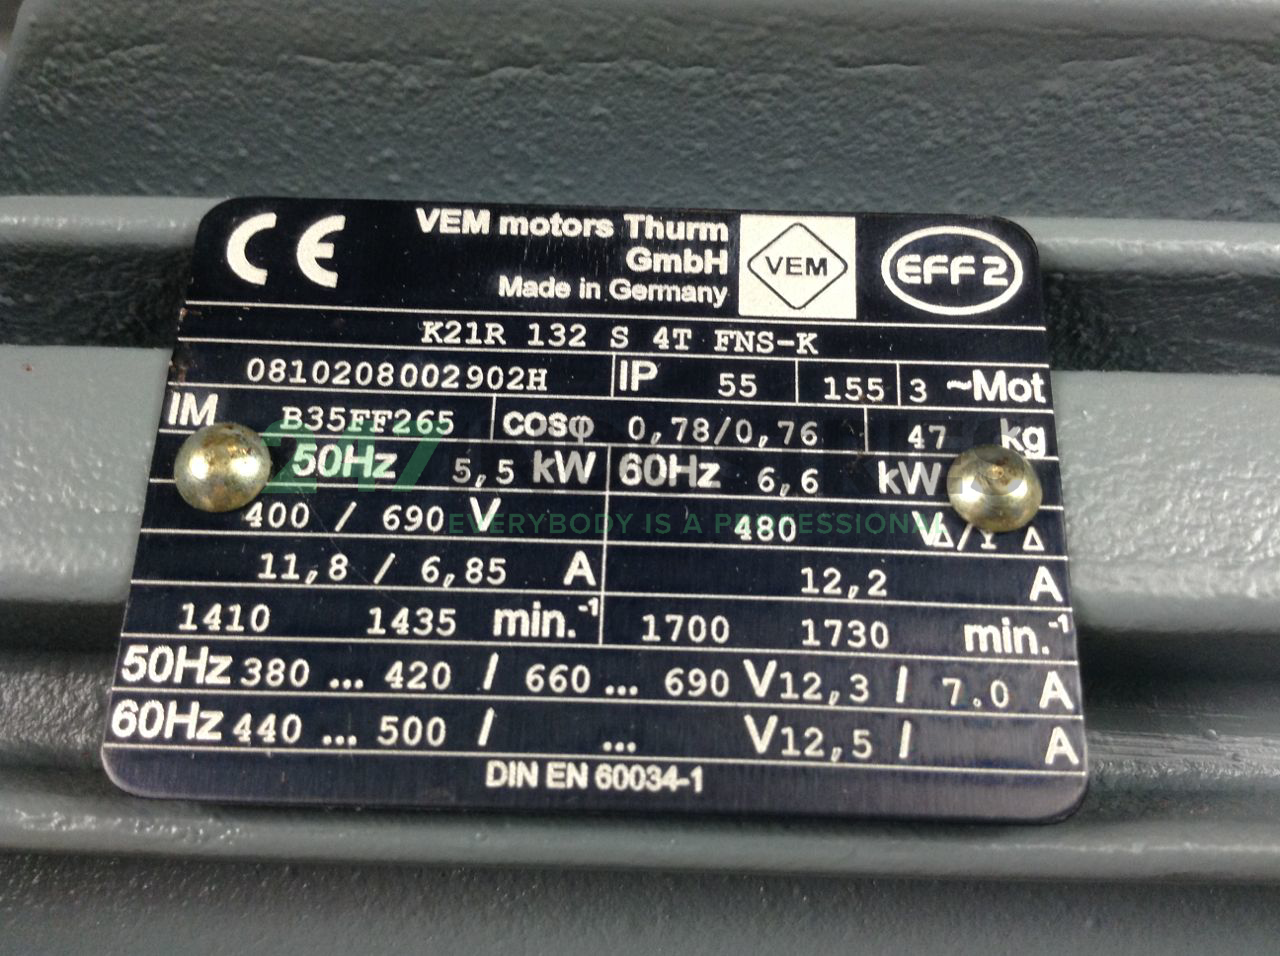 CE VEM motors Thurm VEM EFF 2
GmbH
Made in Germany
K21R 132 S 4T FNS-K
0810208002902H IP 55 155 3 ~Mot
IM B35FF265 cosφ 0,78/0,76 47 kg
50Hz 5,5 kW 60Hz 6,6 kW
400 / 690 V 480 V Δ/Y Δ
EVERYBODY IS A PROFESSIONAL
11,8 / 6,85 A 12,2 A
1410 1435 min.⁻¹ 1700 1730 min.⁻¹
50Hz 380 ... 420 / 660 ... 690 V 12,3 / 7.0 A
60Hz 440 ... 500 / ... V 12,5 / A
DIN EN 60034-1